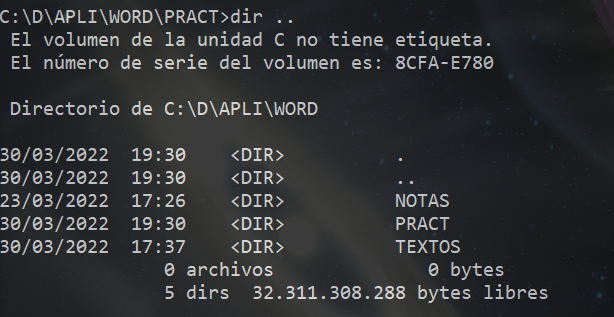 C:\D\APLI\WORD\PRACT>dir ..
El volumen de la unidad C no tiene etiqueta.
El número de serie del volumen es: 8CFA-E780
Directorio de C:\D\APLI\WORD
30/03/2022 19:30 <DIR> .
30/03/2022 19:30 <DIR> ..
23/03/2022 17:26 <DIR> NOTAS
30/03/2022 19:30 <DIR> PRACT
30/03/2022 17:37 <DIR> TEXTOS
0 archivos 0 bytes
5 dirs 32.311.308.288 bytes libres